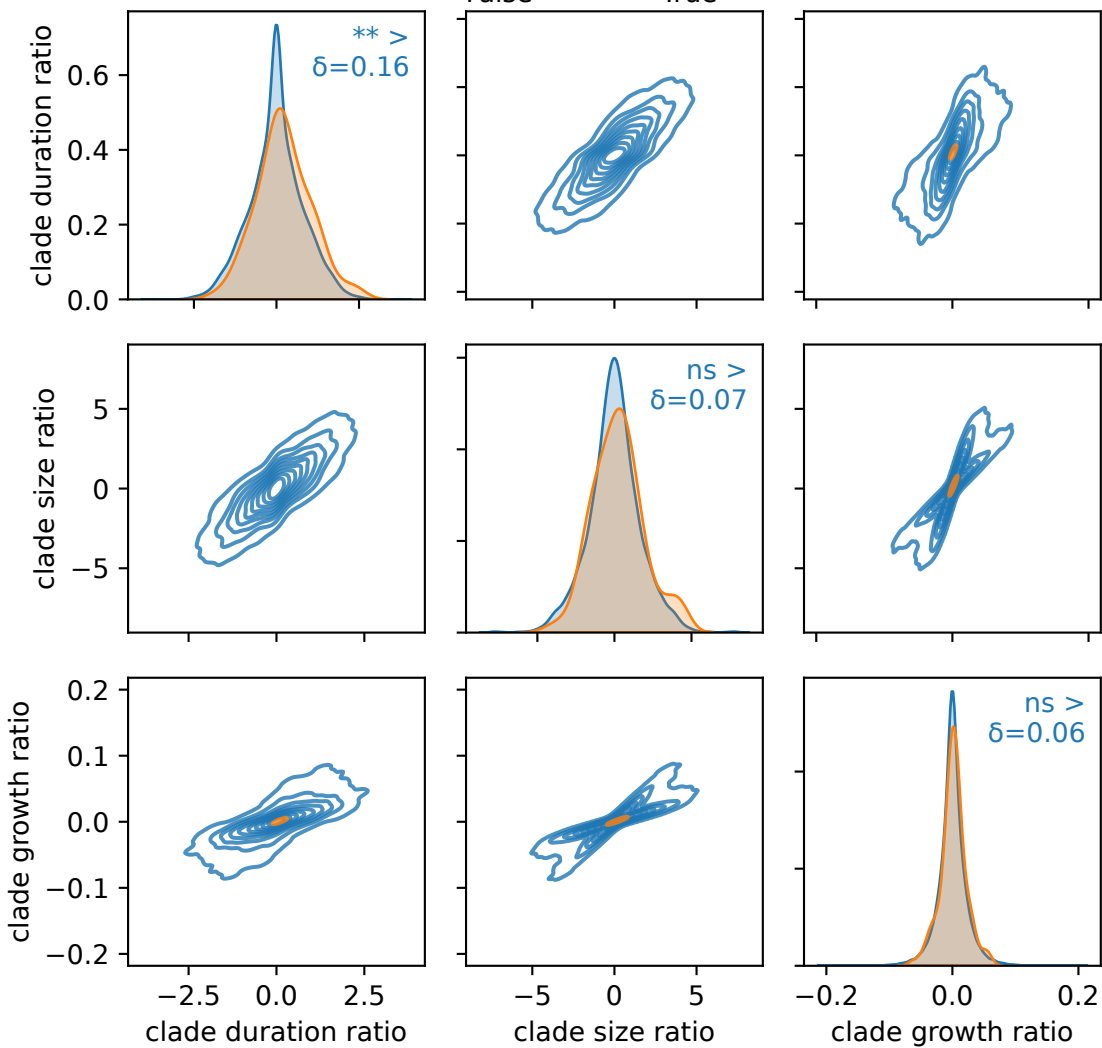 False True
** >
δ=0.16
clade duration ratio
0.6
0.4
0.2
0.0
ns >
δ=0.07
clade size ratio
5
0
−5
ns >
δ=0.06
clade growth ratio
0.2
0.1
0.0
−0.1
−0.2
−2.5 0.0 2.5
−5 0 5
−0.2 0.0 0.2
clade duration ratio
clade size ratio
clade growth ratio